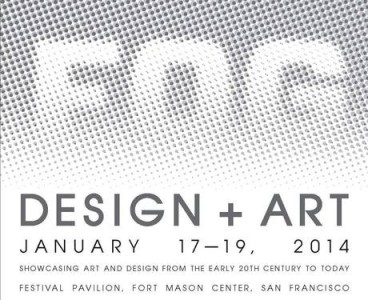 FOG
DESIGN + ART
JANUARY 17–19, 2014
SHOWCASING ART AND DESIGN FROM THE EARLY 20TH CENTURY TO TODAY
FESTIVAL PAVILION, FORT MASON CENTER, SAN FRANCISCO